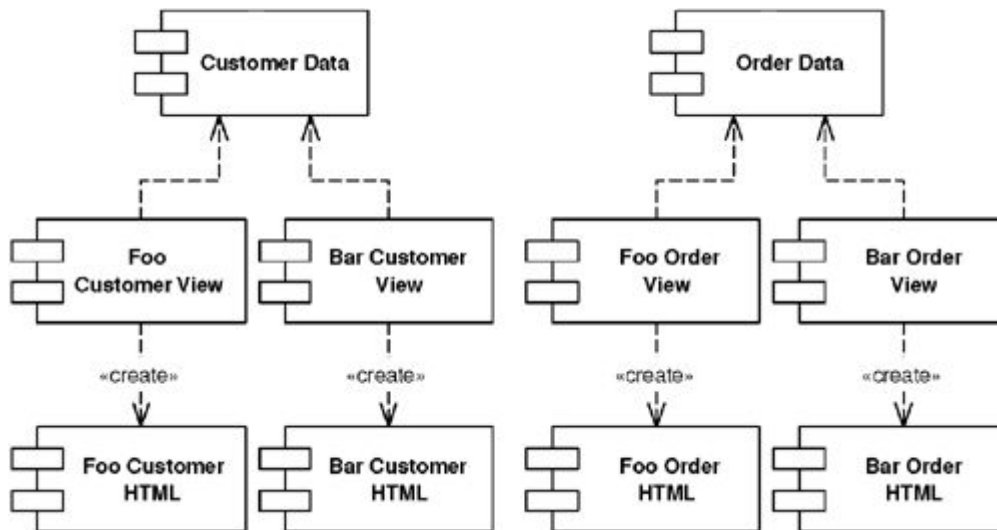 Customer Data
Order Data
Foo
Customer View
Bar Customer
View
Foo Order
View
Bar Order
View
«create»
«create»
«create»
«create»
Foo Customer
HTML
Bar Customer
HTML
Foo Order
HTML
Bar Order
HTML